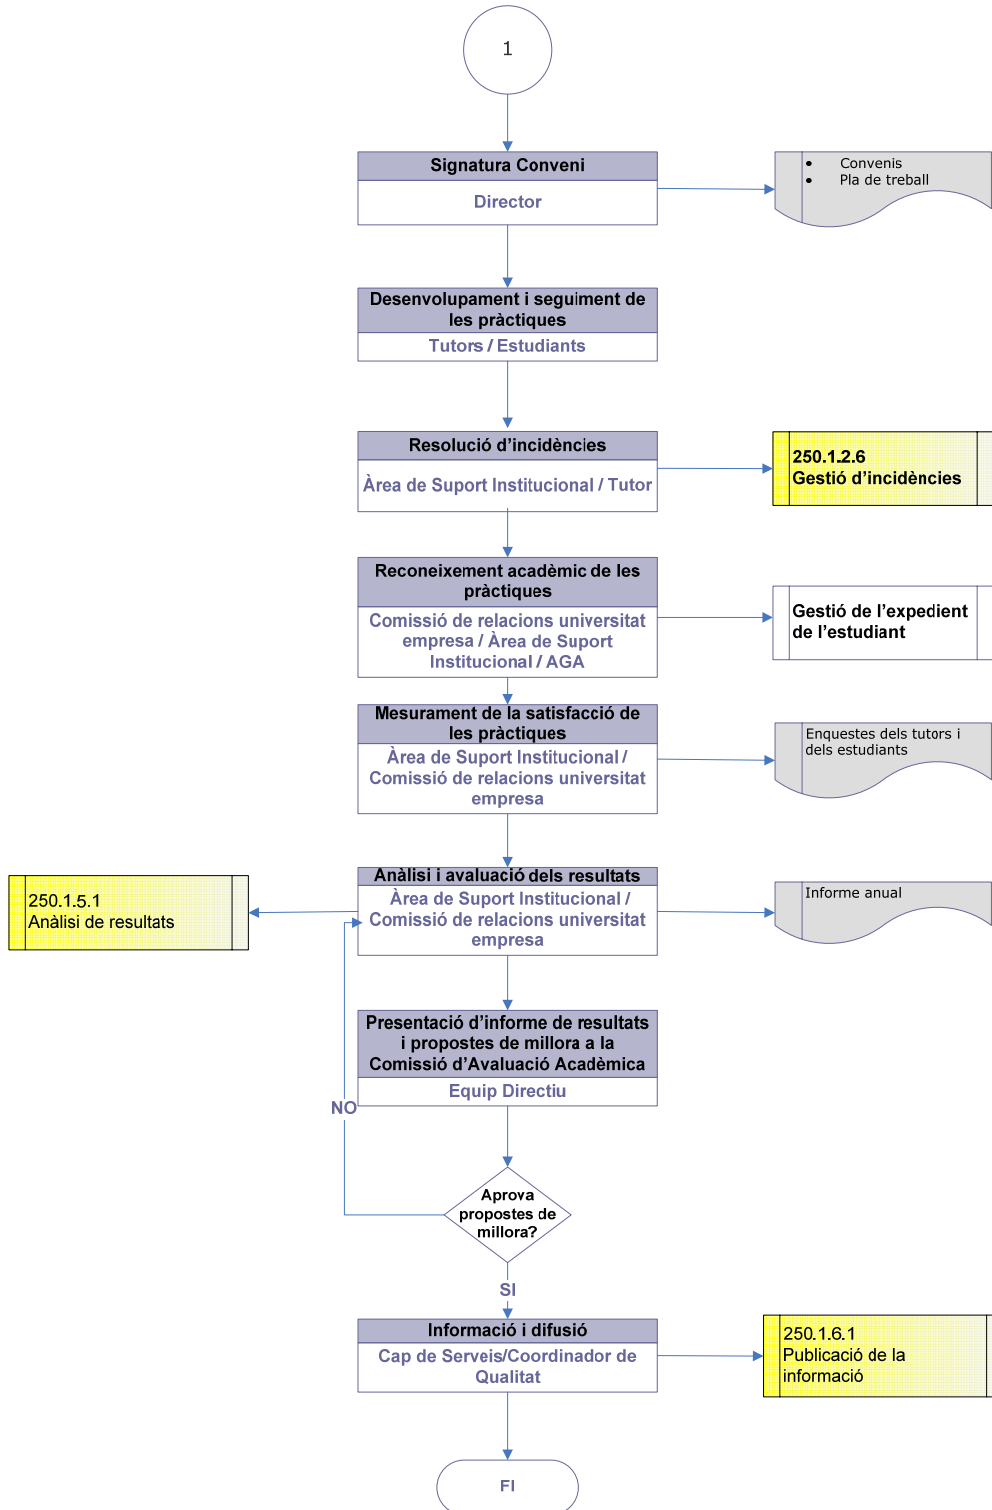 1
Signatura Conveni
Director
• Convenis
• Pla de treball
Desenvolupament i seguiment de
les pràctiques
Tutors / Estudiants
Resolució d'incidències
Àrea de Suport Institucional / Tutor
250.1.2.6
Gestió d'incidències
Reconeixement acadèmic de les
pràctiques
Comissió de relacions universitat
empresa / Àrea de Suport
Institucional / AGA
Gestió de l'expedient
de l'estudiant
Mesurament de la satisfacció de
les pràctiques
Àrea de Suport Institucional /
Comissió de relacions universitat
empresa
Enquestes dels tutors i
dels estudiants
250.1.5.1
Anàlisi de resultats
Anàlisi i avaluació dels resultats
Àrea de Suport Institucional /
Comissió de relacions universitat
empresa
Informe anual
Presentació d'informe de resultats
i propostes de millora a la
Comissió d'Avaluació Acadèmica
Equip Directiu
NO
Aprova
propostes de
millora?
SI
Informació i difusió
Cap de Serveis/Coordinador de
Qualitat
250.1.6.1
Publicació de la
informació
FI